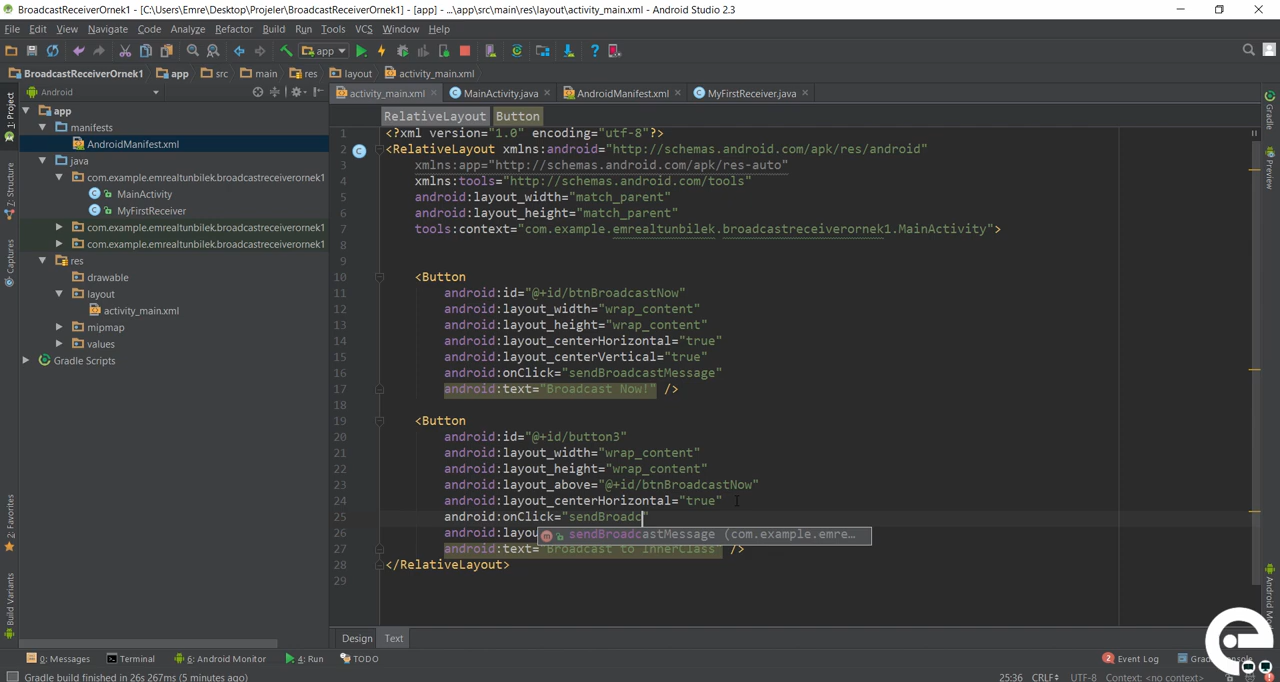 BroadcastReceiverOrnek1 - [C:\Users\Emre\Desktop\Projeler\BroadcastReceiverOrnek1] - [app] - ...\app\src\main\res\layout\activity_main.xml - Android Studio 2.3
File Edit View Navigate Code Analyze Refactor Build Run Tools VCS Window Help
app
BroadcastReceiverOrnek1 app src main res layout activity_main.xml
Android
activity_main.xml MainActivity.java AndroidManifest.xml MyFirstReceiver.java
RelativeLayout Button
1: Project
Z: Structure
Captures
2: Favorites
Build Variants
app
manifests
AndroidManifest.xml
java
com.example.emrealtunbilek.broadcastreceiverornek1
MainActivity
MyFirstReceiver
com.example.emrealtunbilek.broadcastreceiverornek1
com.example.emrealtunbilek.broadcastreceiverornek1
res
drawable
layout
activity_main.xml
mipmap
values
Gradle Scripts
1 <?xml version="1.0" encoding="utf-8"?>
2 <RelativeLayout xmlns:android="http://schemas.android.com/apk/res/android"
3 xmlns:app="http://schemas.android.com/apk/res-auto"
4 xmlns:tools="http://schemas.android.com/tools"
5 android:layout_width="match_parent"
6 android:layout_height="match_parent"
7 tools:context="com.example.emrealtunbilek.broadcastreceiverornek1.MainActivity">
8
9
10 <Button
11 android:id="@+id/btnBroadcastNow"
12 android:layout_width="wrap_content"
13 android:layout_height="wrap_content"
14 android:layout_centerHorizontal="true"
15 android:layout_centerVertical="true"
16 android:onClick="sendBroadcastMessage"
17 android:text="Broadcast Now!" />
18
19 <Button
20 android:id="@+id/button3"
21 android:layout_width="wrap_content"
22 android:layout_height="wrap_content"
23 android:layout_above="@+id/btnBroadcastNow"
24 android:layout_centerHorizontal="true"
25 android:onClick="sendBroadc"
26 android:layou
sendBroadcastMessage (com.example.emre...
27 android:text="Broadcast to InnerClass" />
28 </RelativeLayout>
29
Gradle
Preview
Design Text
0: Messages Terminal 6: Android Monitor 4: Run TODO
2 Event Log
Gradle build finished in 26s 267ms (5 minutes ago)
25:36 CRLF UTF-8 Context: <no context>